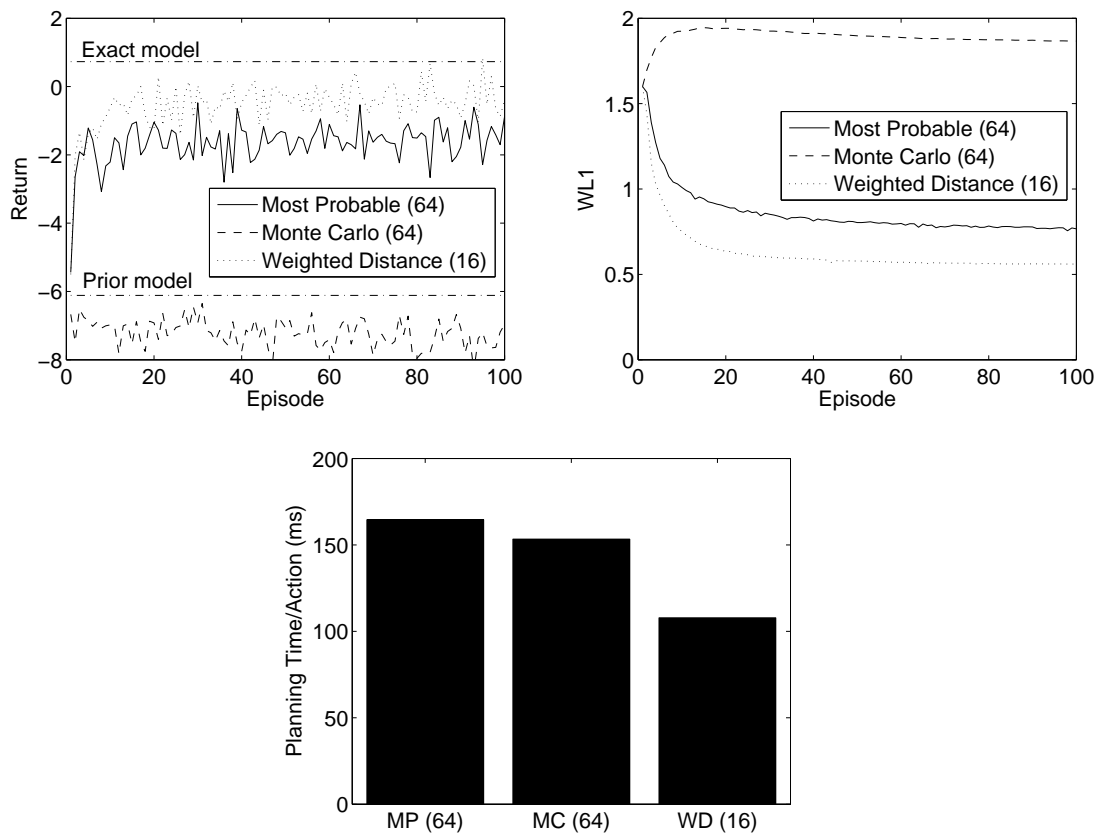 2
0
−2
−4
−6
−8
Return
Exact model
Most Probable (64)
Monte Carlo (64)
Weighted Distance (16)
Prior model
0
20
40
60
80
100
Episode
2
1.5
1
0.5
0
WL1
Most Probable (64)
Monte Carlo (64)
Weighted Distance (16)
0
20
40
60
80
100
Episode
200
150
100
50
0
Planning Time/Action (ms)
MP (64)
MC (64)
WD (16)